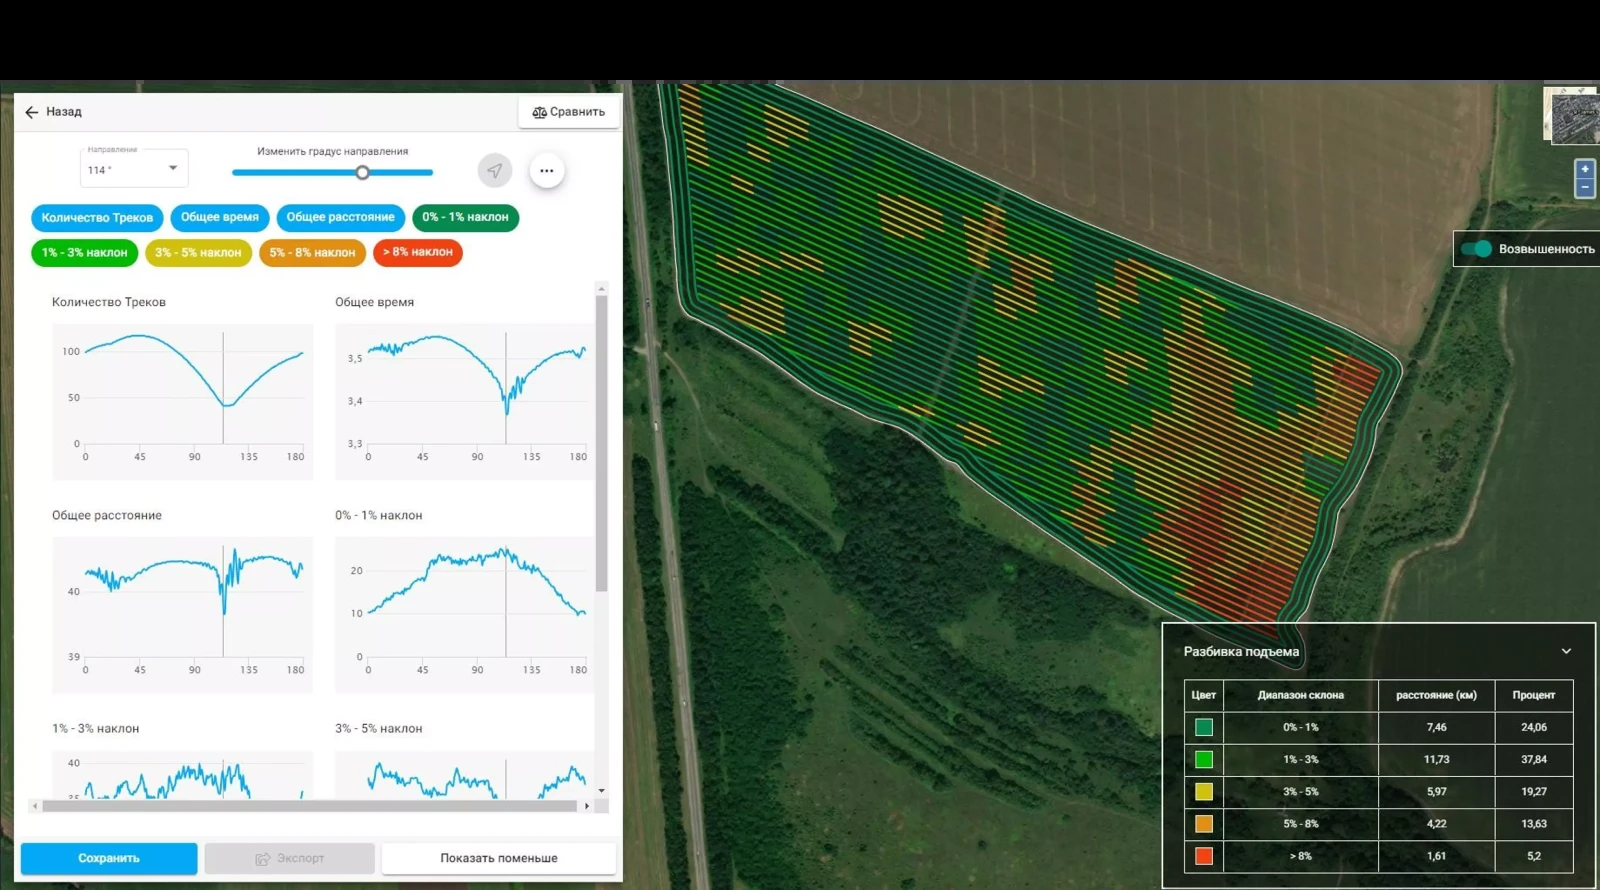 Назад
Сравнить
Направление
114 °
Изменить градус направления
Количество Треков
Общее время
Общее расстояние
0% - 1% наклон
1% - 3% наклон
3% - 5% наклон
5% - 8% наклон
> 8% наклон
Количество Треков
100
50
0
0 45 90 135 180
Общее время
3,5
3,4
3,3
0 45 90 135 180
Общее расстояние
40
39
0 45 90 135 180
0% - 1% наклон
20
10
0
0 45 90 135 180
1% - 3% наклон
40
3% - 5% наклон
Сохранить
Экспорт
Показать поменьше
+
−
Возвышенность
Разбивка подъема
Цвет Диапазон склона расстояние (км) Процент
0% - 1% 7,46 24,06
1% - 3% 11,73 37,84
3% - 5% 5,97 19,27
5% - 8% 4,22 13,63
> 8% 1,61 5,2